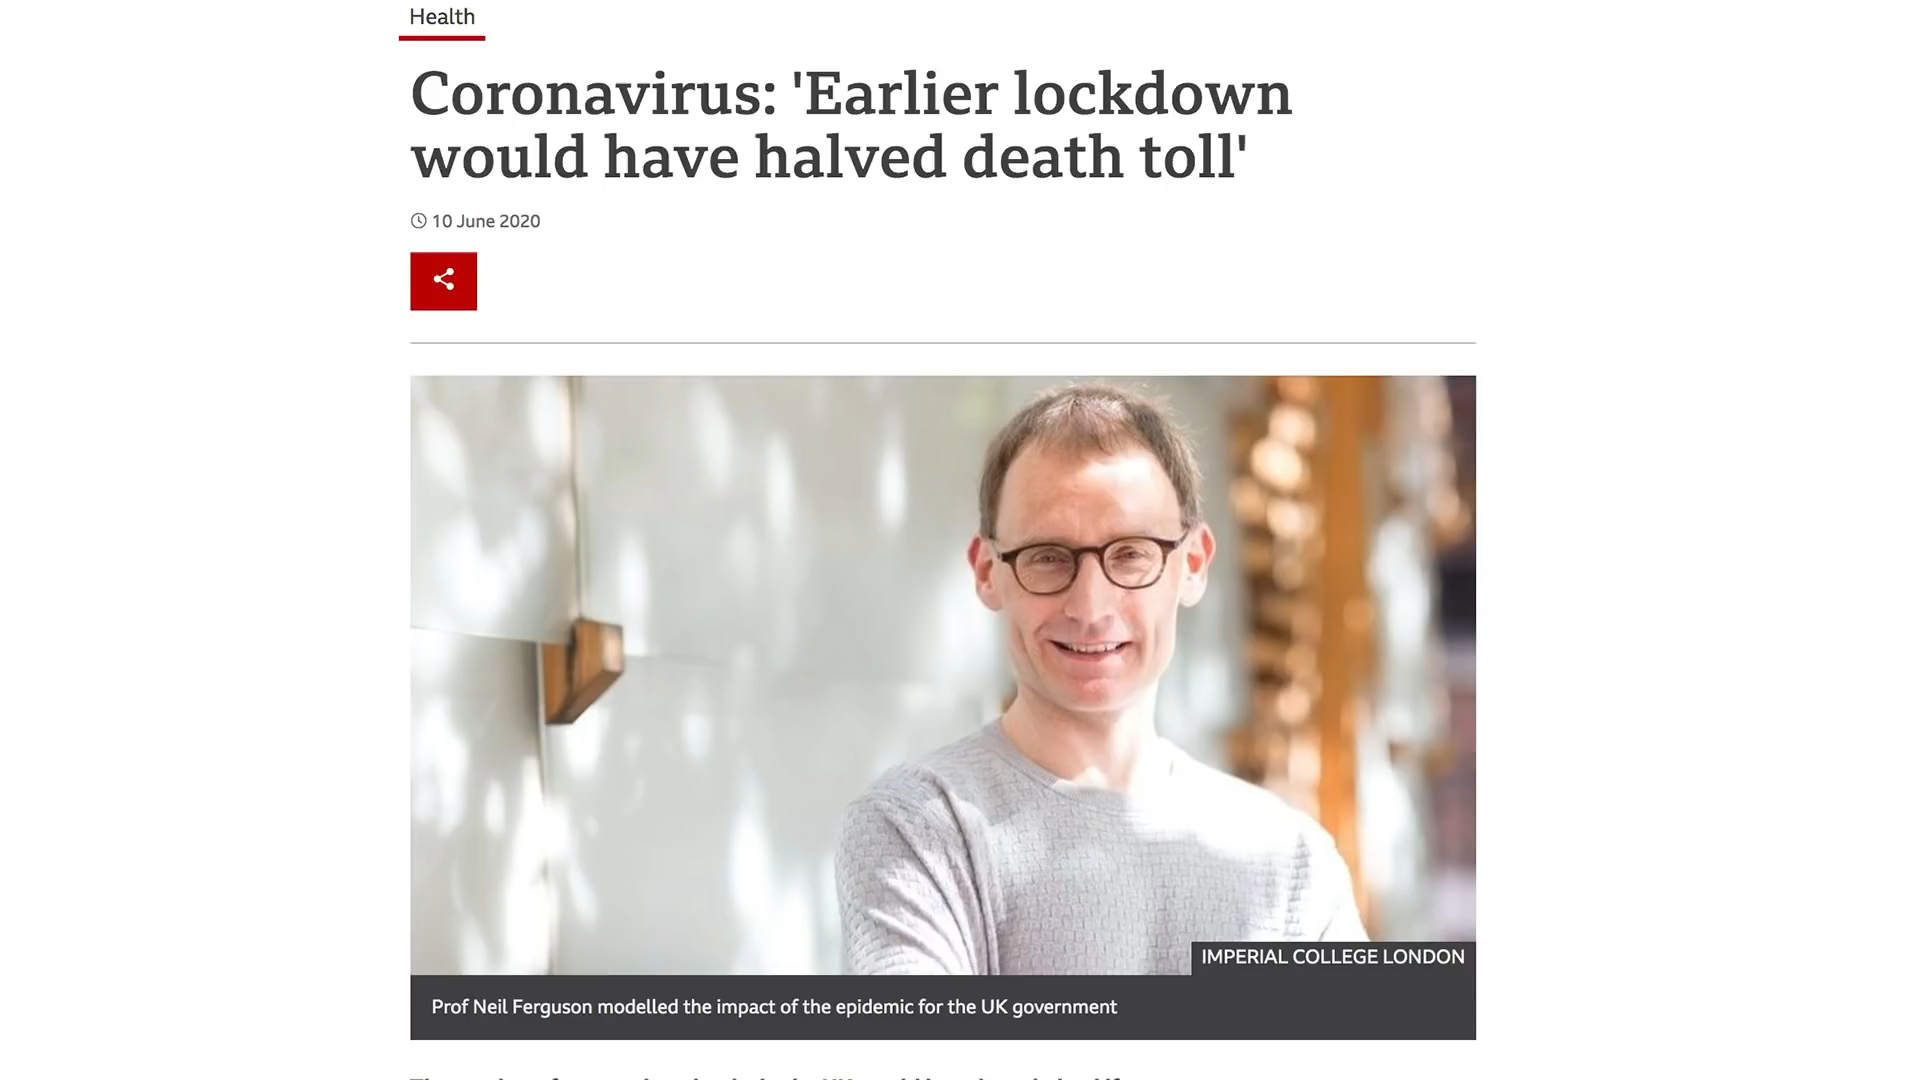 Health
Coronavirus: 'Earlier lockdown
would have halved death toll'
10 June 2020
IMPERIAL COLLEGE LONDON
Prof Neil Ferguson modelled the impact of the epidemic for the UK government